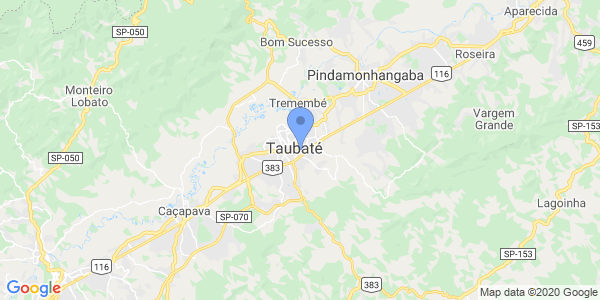 Aparecida
SP-050
Bom Sucesso
459
Roseira
116
Pindamonhangaba
Monteiro
Lobato
Tremembé
Vargem
Grande
SP-153
Taubaté
SP-050
383
Caçapava
SP-070
Lagoinha
SP-153
116
383
Google
Map data ©2020 Google